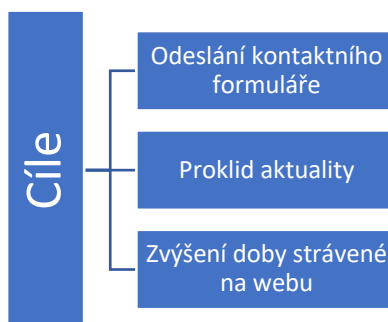 Cíle
Odeslání kontaktního
formuláře
Proklid aktuality
Zvýšení doby strávené
na webu